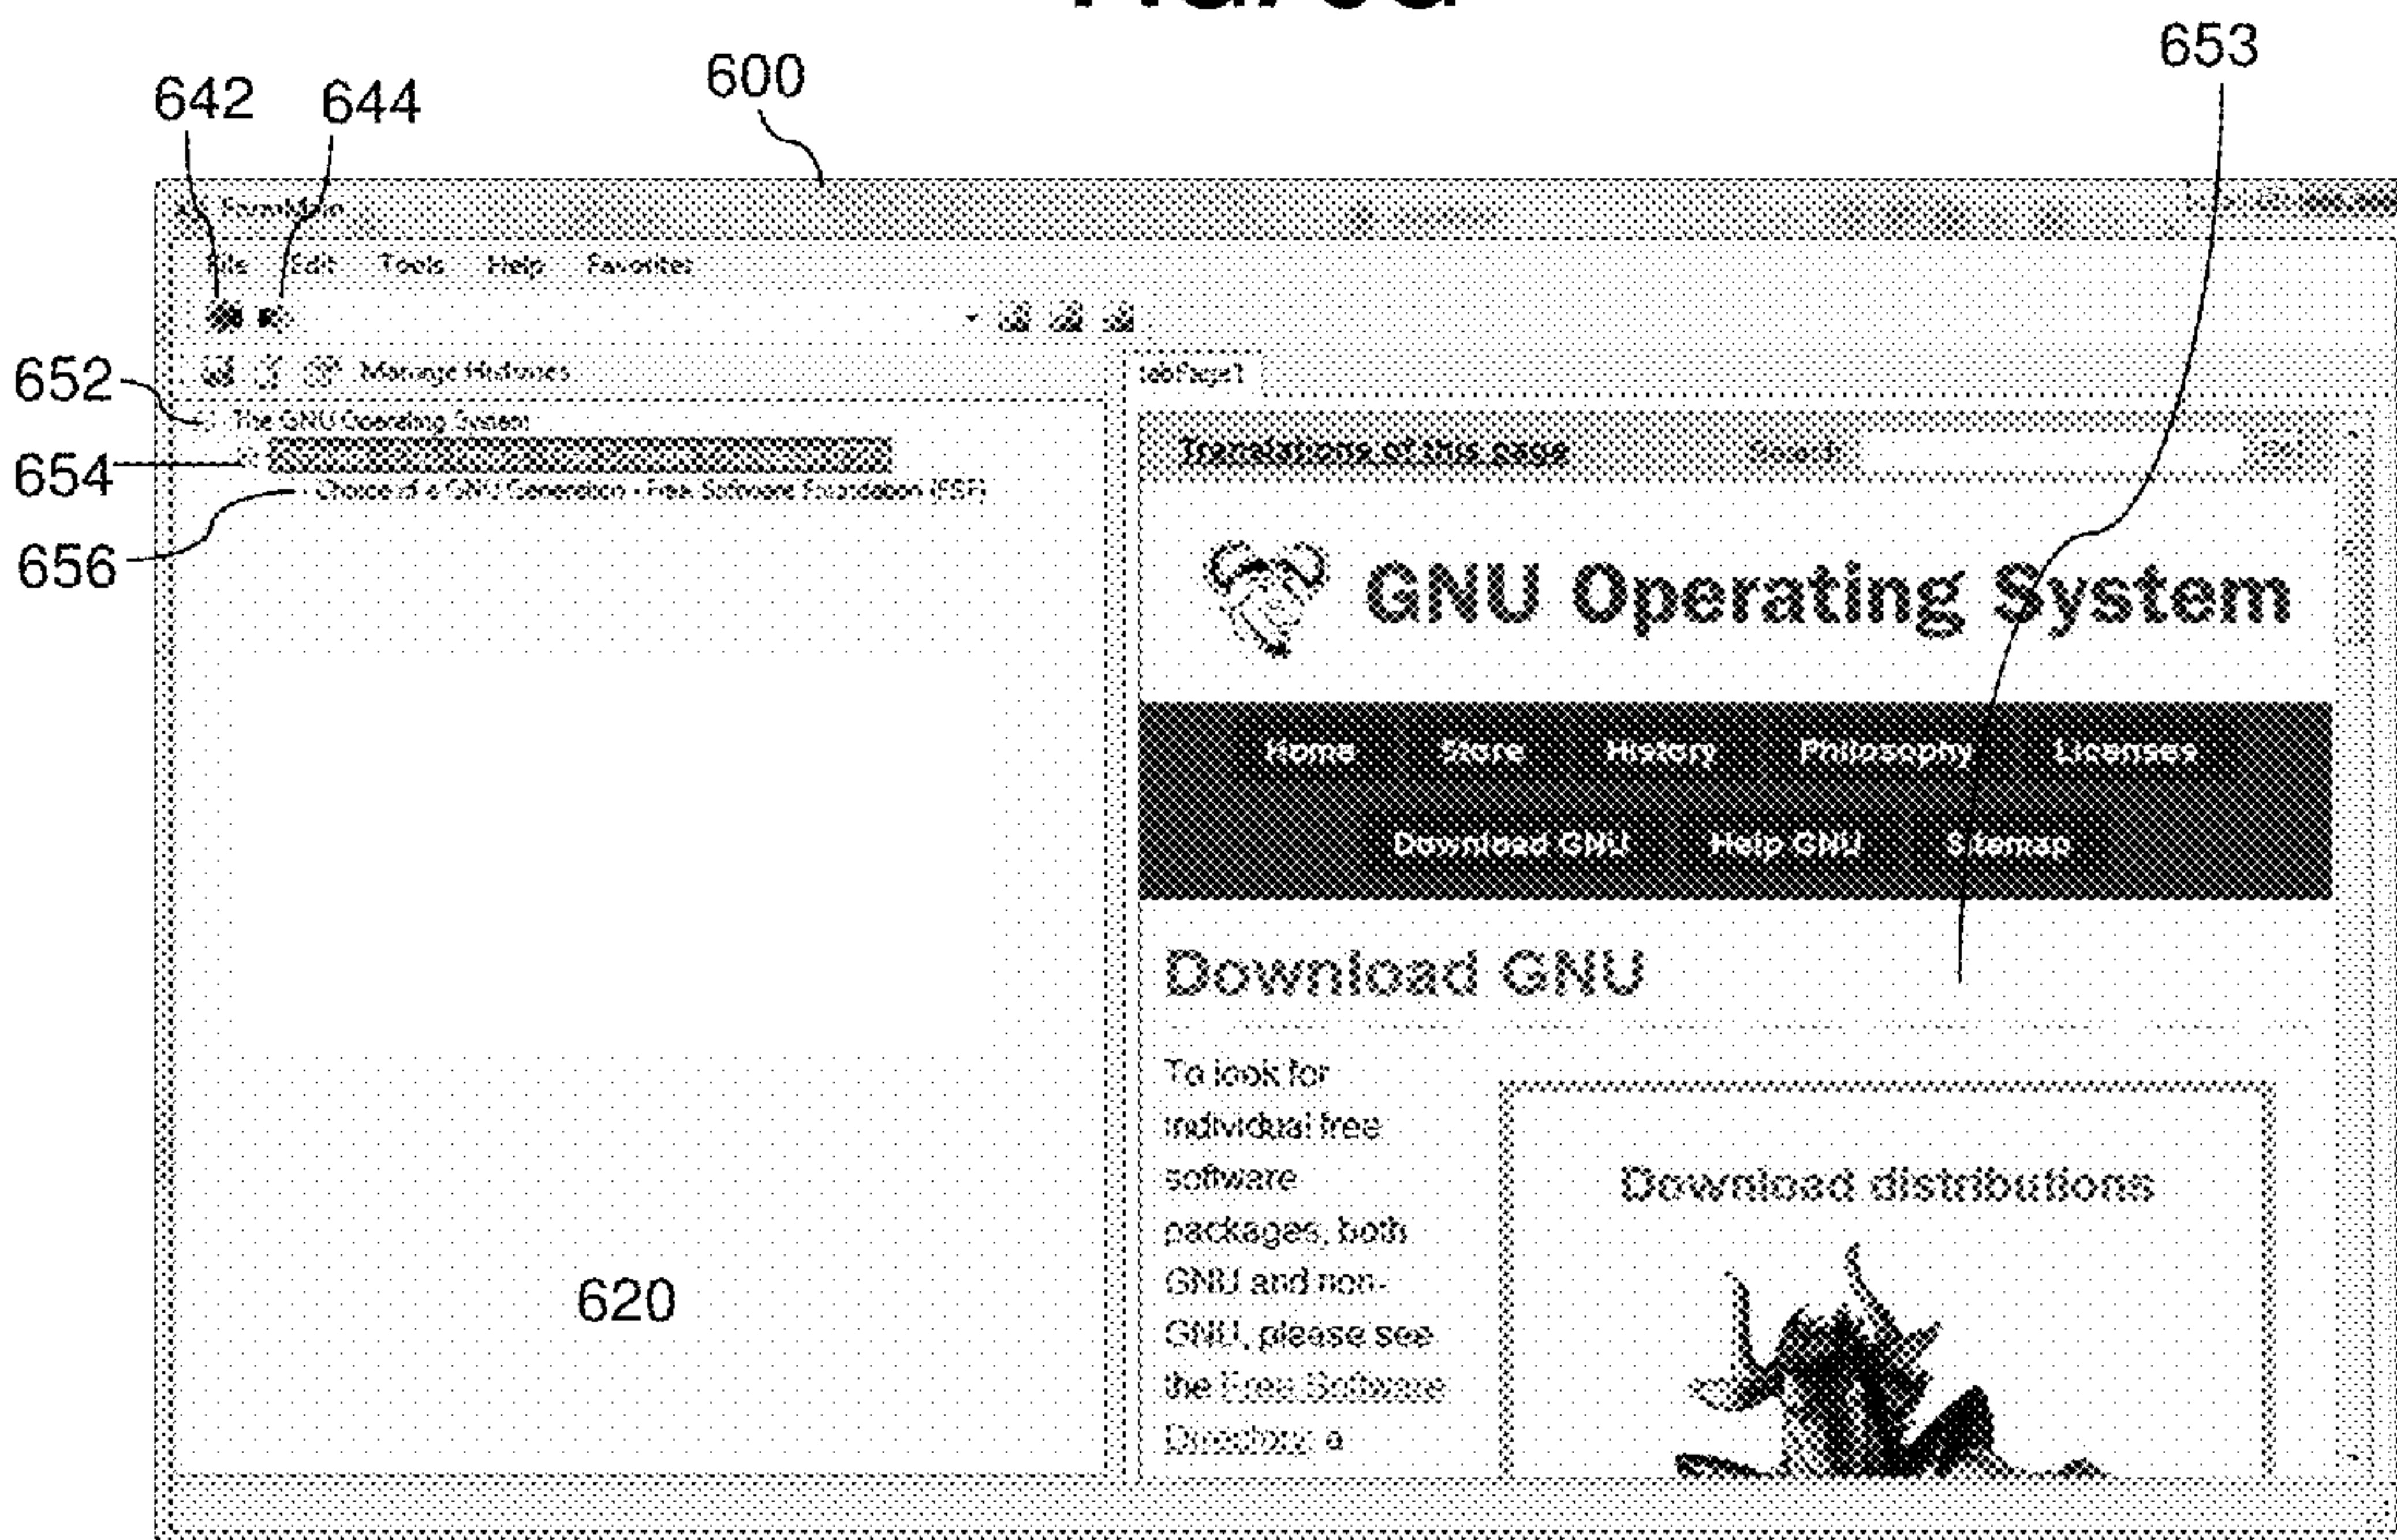 642 644 600 653
FormMain
File Edit Tools Help Favorites
652 Manage Histories tabPage1
The GNU Operating System
Translations of this page Search Go!
654
656 Choice of a GNU Generation - Free Software Foundation (FSF)
GNU Operating System
Home Store History Philosophy Licenses
Download GNU Help GNU Sitemap
Download GNU
To look for
individual free
software
packages, both
GNU and non-
GNU, please see
the Free Software
Directory: a
Download distributions
620